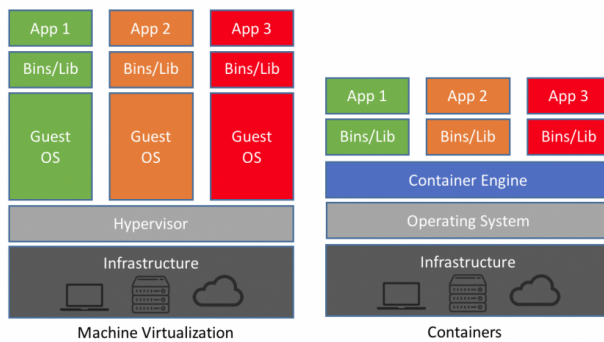 App 1
App 2
App 3
Bins/Lib
Bins/Lib
Bins/Lib
Guest
OS
Guest
OS
Guest
OS
Hypervisor
Infrastructure
Machine Virtualization
App 1
App 2
App 3
Bins/Lib
Bins/Lib
Bins/Lib
Container Engine
Operating System
Infrastructure
Containers